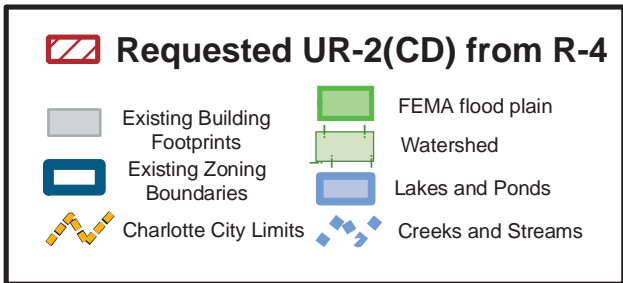 Requested UR-2(CD) from R-4
Existing Building
Footprints
Existing Zoning
Boundaries
Charlotte City Limits
FEMA flood plain
Watershed
Lakes and Ponds
Creeks and Streams